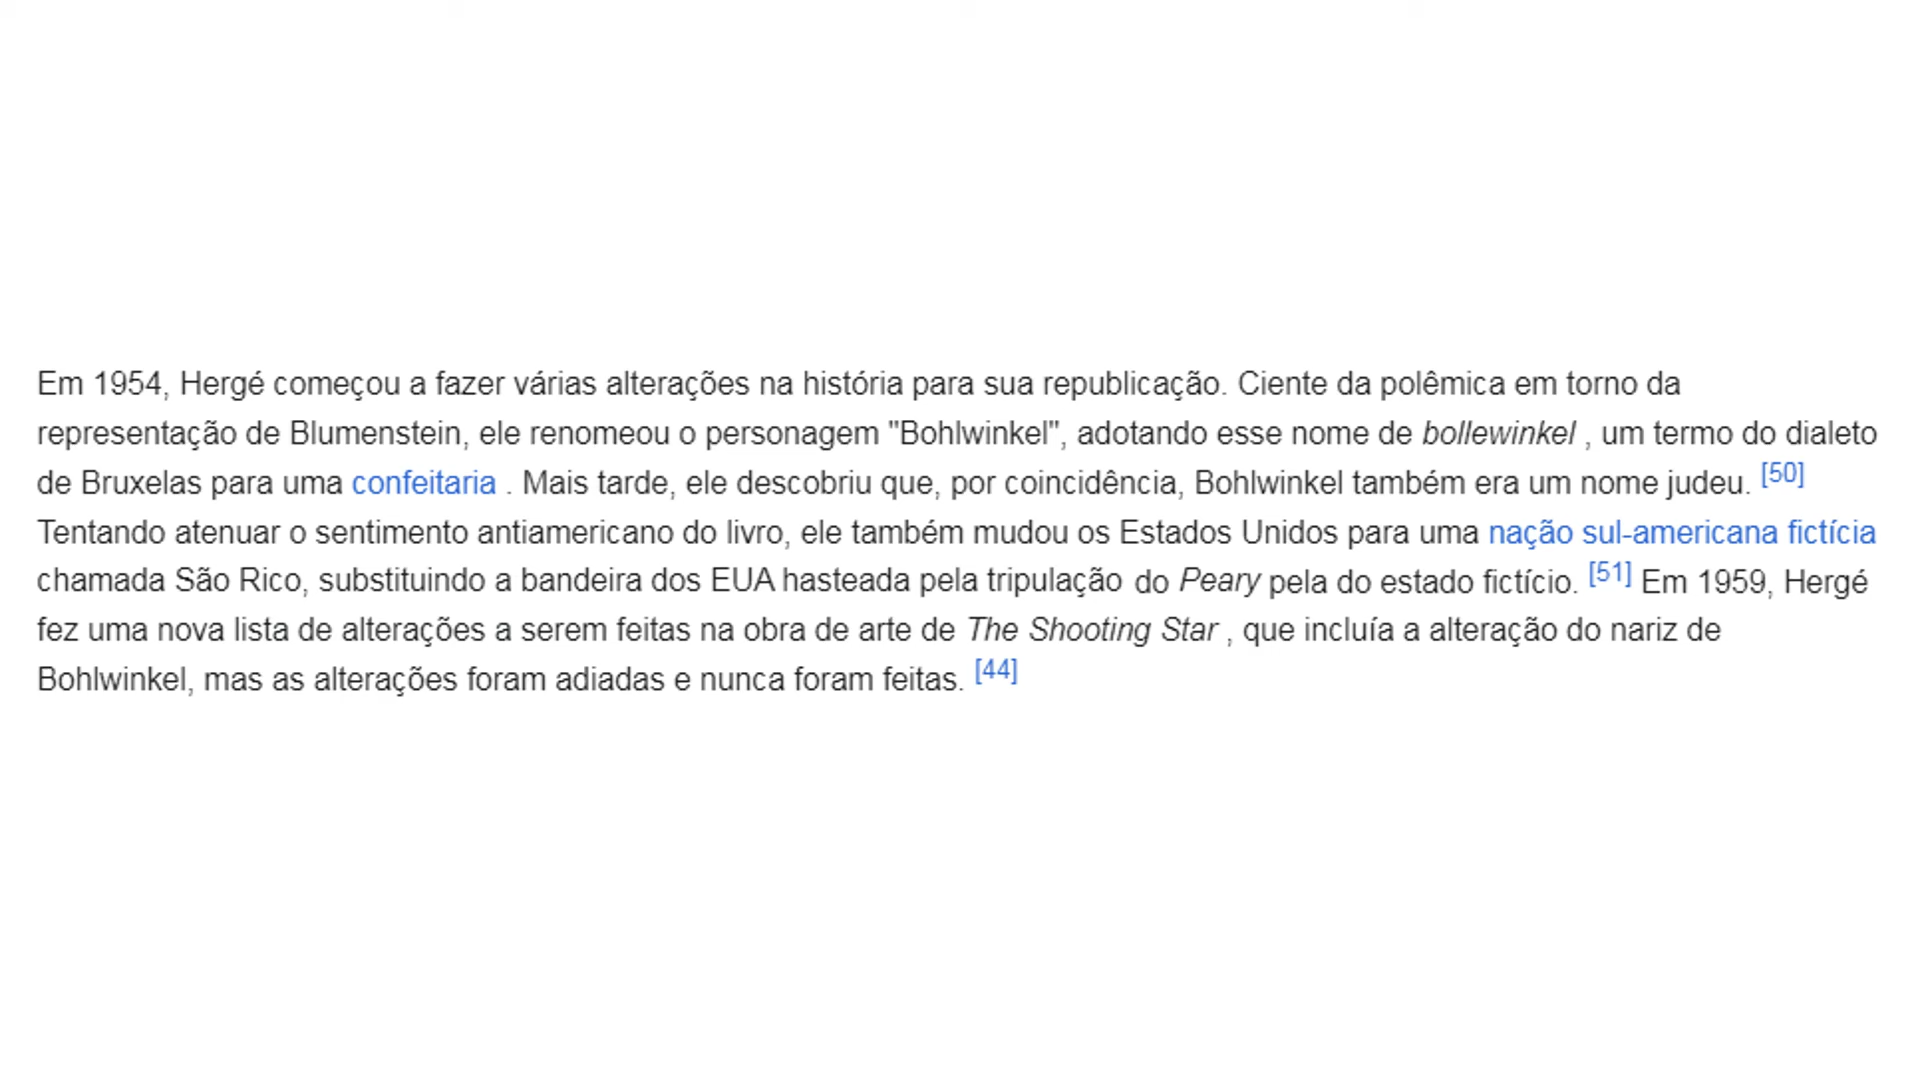 Em 1954, Hergé começou a fazer várias alterações na história para sua republicação. Ciente da polêmica em torno da
representação de Blumenstein, ele renomeou o personagem "Bohlwinkel", adotando esse nome de bollewinkel , um termo do dialeto
de Bruxelas para uma confeitaria . Mais tarde, ele descobriu que, por coincidência, Bohlwinkel também era um nome judeu. [50]
Tentando atenuar o sentimento antiamericano do livro, ele também mudou os Estados Unidos para uma nação sul-americana fictícia
chamada São Rico, substituindo a bandeira dos EUA hasteada pela tripulação do Peary pela do estado fictício. [51] Em 1959, Hergé
fez uma nova lista de alterações a serem feitas na obra de arte de The Shooting Star , que incluía a alteração do nariz de
Bohlwinkel, mas as alterações foram adiadas e nunca foram feitas. [44]